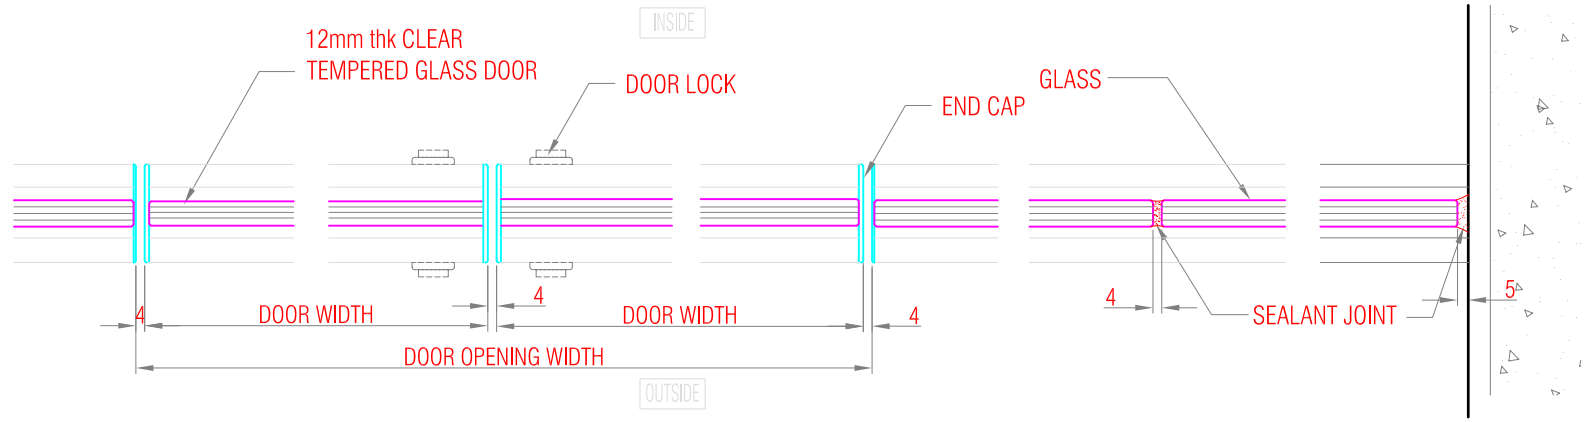 INSIDE
12mm thk CLEAR
TEMPERED GLASS DOOR
DOOR LOCK
GLASS
END CAP
4
DOOR WIDTH
4
DOOR WIDTH
4
4
SEALANT JOINT
5
DOOR OPENING WIDTH
OUTSIDE